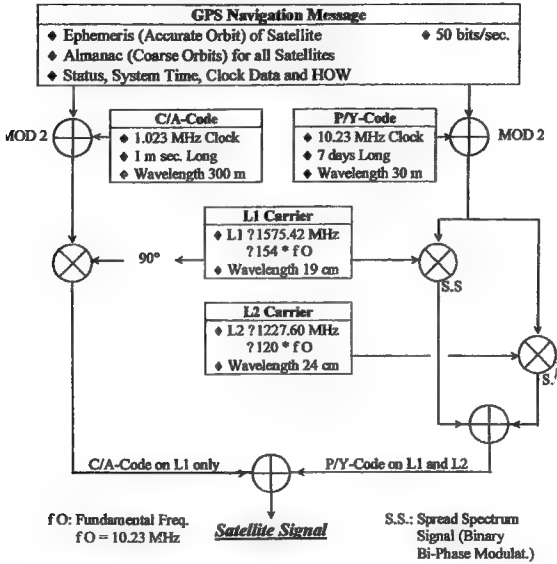 GPS Navigation Message
◆ Ephemeris (Accurate Orbit) of Satellite ◆ 50 bits/sec.
◆ Almanac (Coarse Orbits) for all Satellites
◆ Status, System Time, Clock Data and HOW
MOD 2
C/A-Code
◆ 1.023 MHz Clock
◆ 1 m sec. Long
◆ Wavelength 300 m
P/Y-Code
◆ 10.23 MHz Clock
◆ 7 days Long
◆ Wavelength 30 m
MOD 2
90°
L1 Carrier
◆ L1 ?1575.42 MHz
?154 * f O
◆ Wavelength 19 cm
S.S
L2 Carrier
◆ L2 ?1227.60 MHz
?120 * f O
◆ Wavelength 24 cm
S.
C/A-Code on L1 only
P/Y-Code on L1 and L2
f O: Fundamental Freq.
f O = 10.23 MHz
Satellite Signal
S.S.: Spread Spectrum
Signal (Binary
Bi-Phase Modulat.)